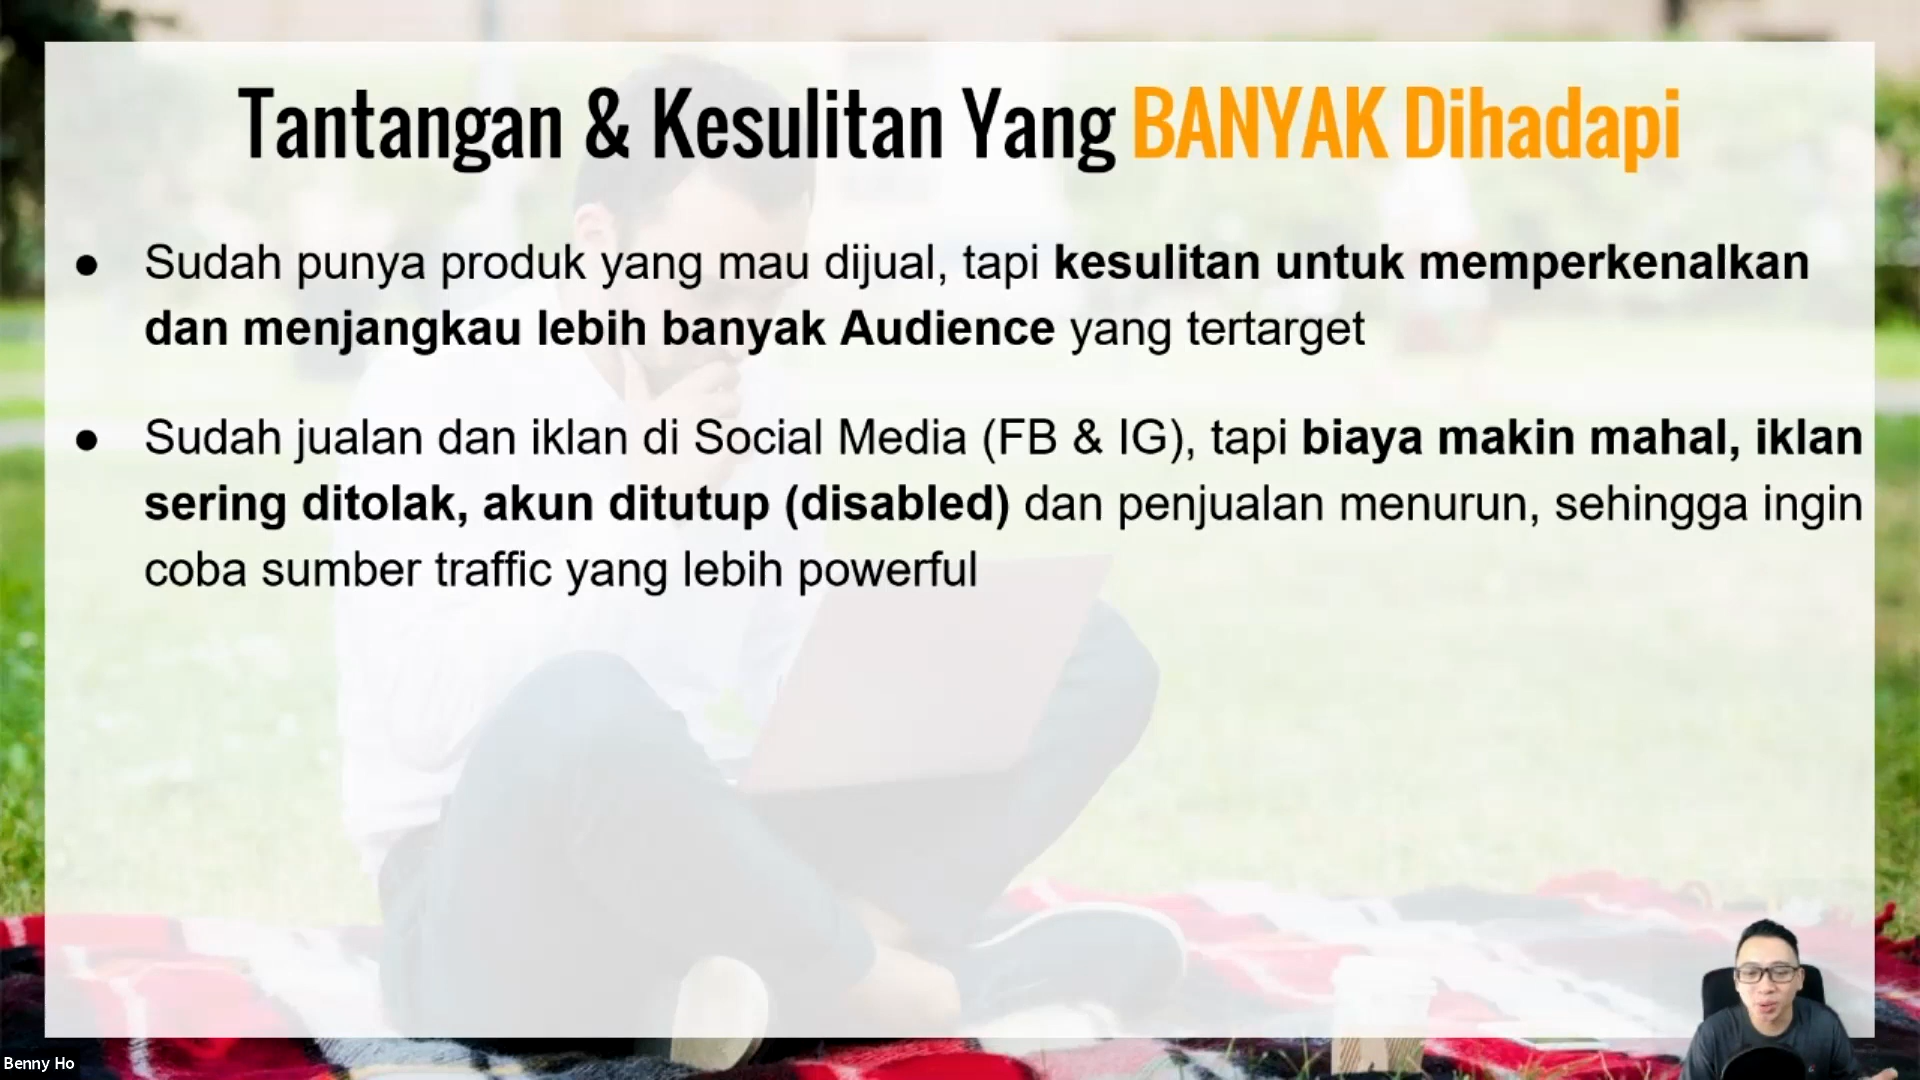 Tantangan & Kesulitan Yang BANYAK Dihadapi
● Sudah punya produk yang mau dijual, tapi kesulitan untuk memperkenalkan
dan menjangkau lebih banyak Audience yang tertarget
● Sudah jualan dan iklan di Social Media (FB & IG), tapi biaya makin mahal, iklan
sering ditolak, akun ditutup (disabled) dan penjualan menurun, sehingga ingin
coba sumber traffic yang lebih powerful
Benny Ho